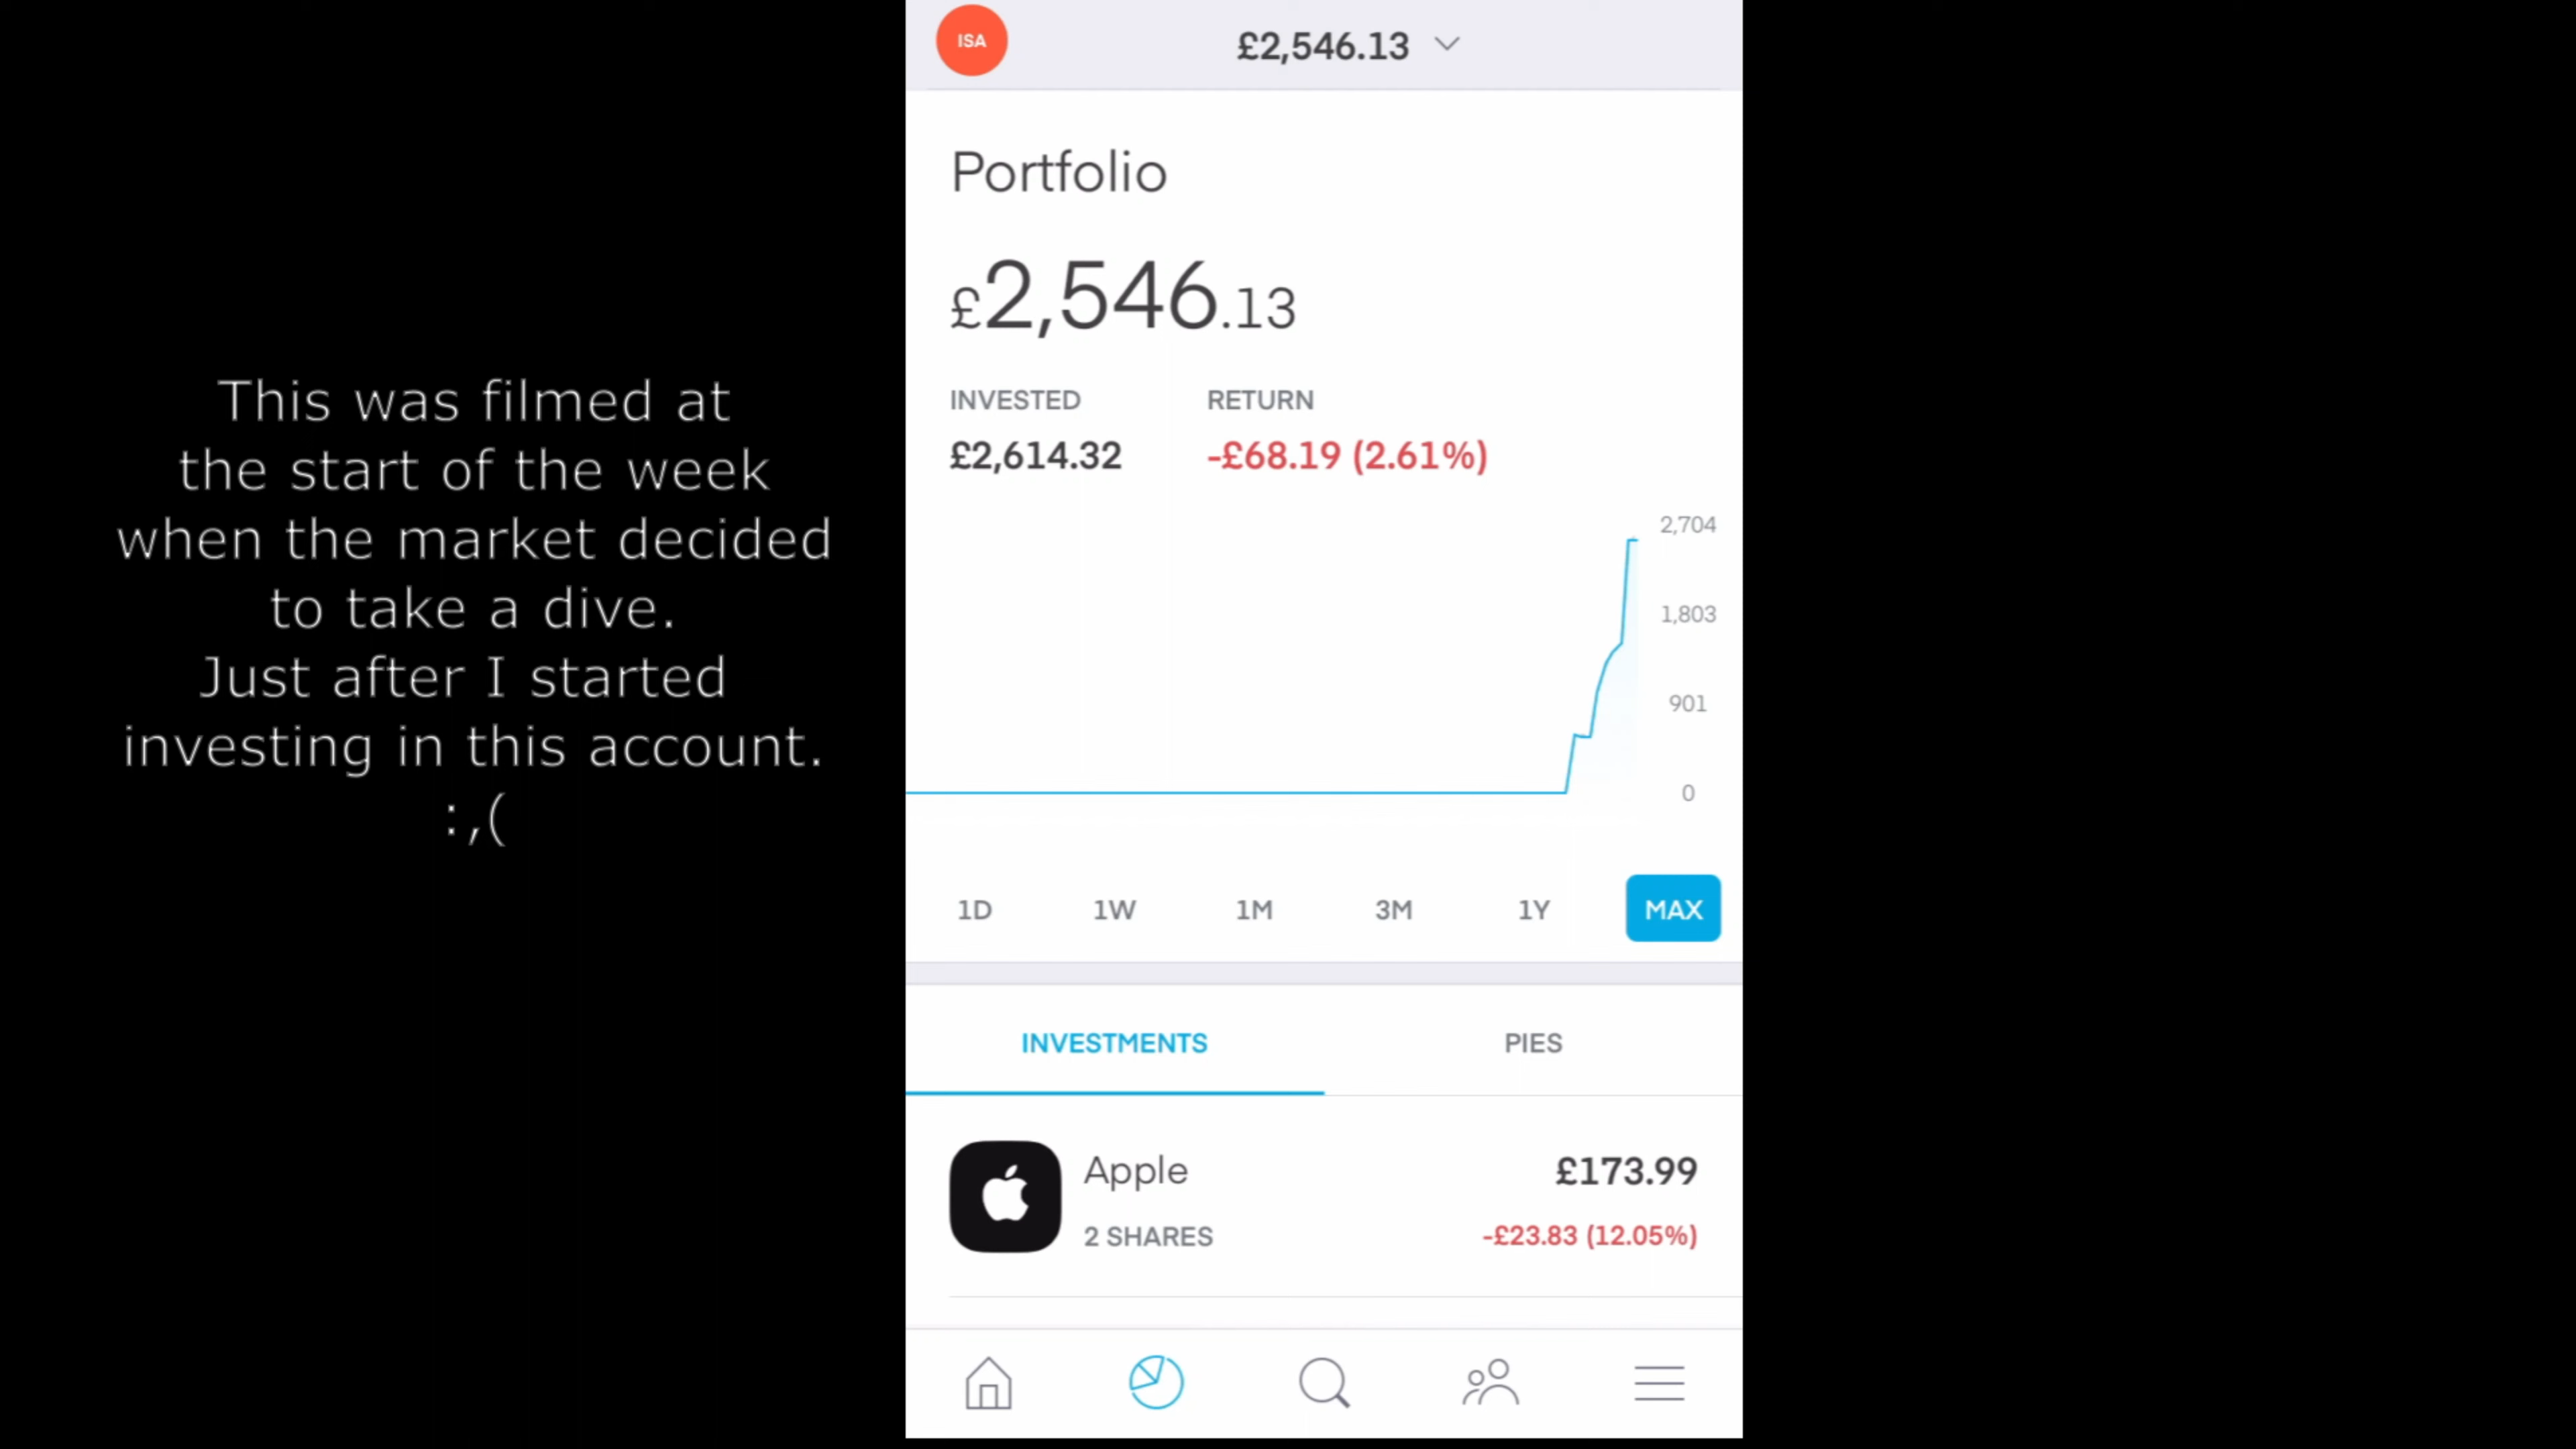 This was filmed at
the start of the week
when the market decided
to take a dive.
Just after I started
investing in this account.
:,(
ISA
£2,546.13
Portfolio
£2,546.13
INVESTED
RETURN
£2,614.32
-£68.19 (2.61%)
2,704
1,803
901
0
1D
1W
1M
3M
1Y
MAX
INVESTMENTS
PIES
Apple
£173.99
2 SHARES
-£23.83 (12.05%)